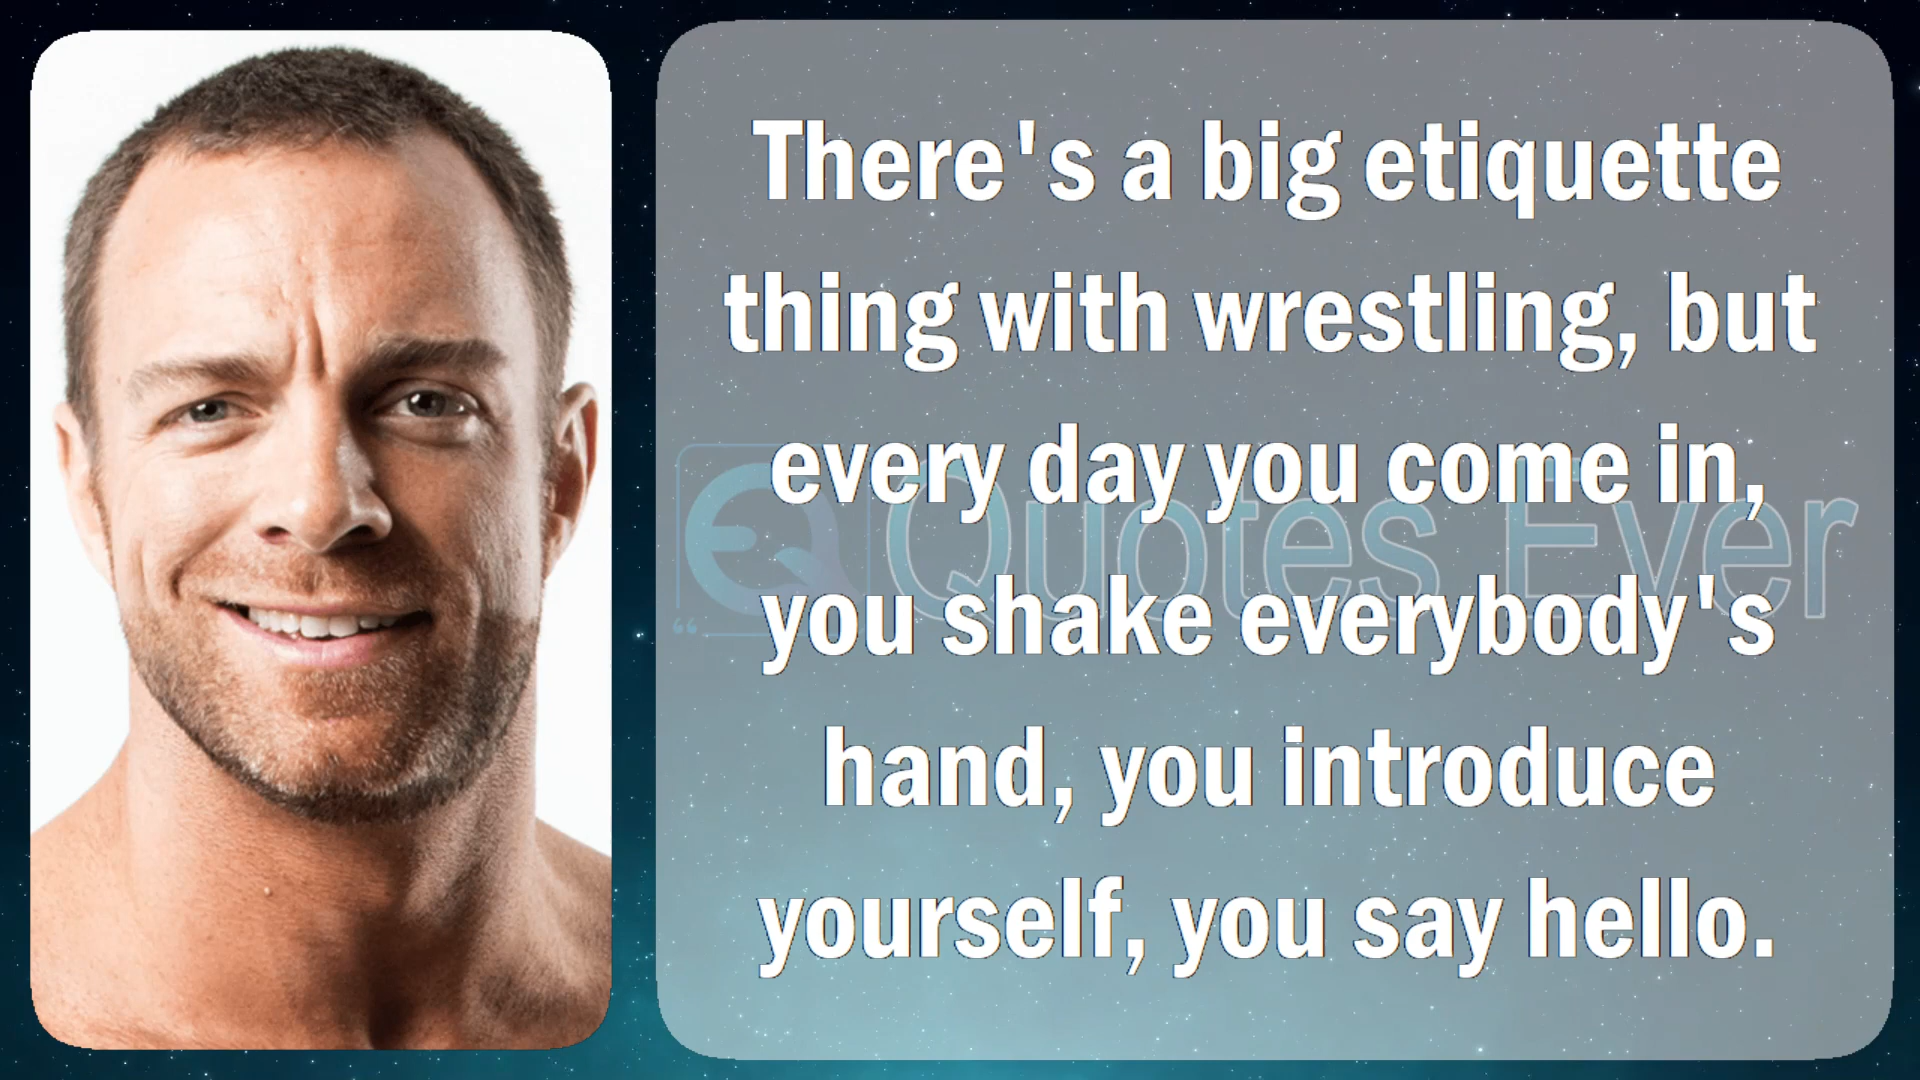 There's a big etiquette
thing with wrestling, but
every day you come in,
you shake everybody's
hand, you introduce
yourself, you say hello.
EQ Quotes Ever